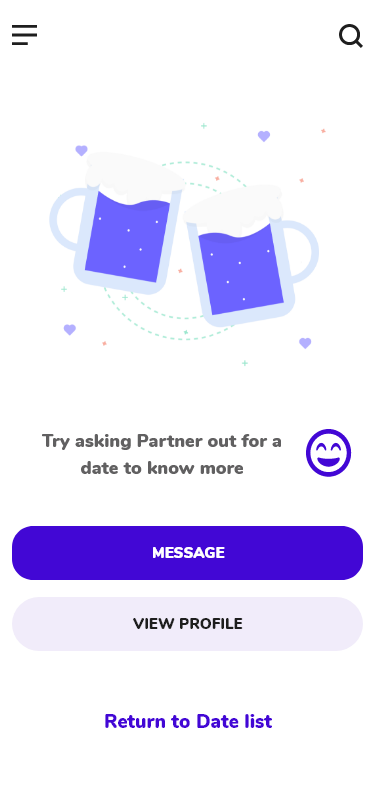 Try asking Partner out for a
date to know more
MESSAGE
VIEW PROFILE
Return to Date list